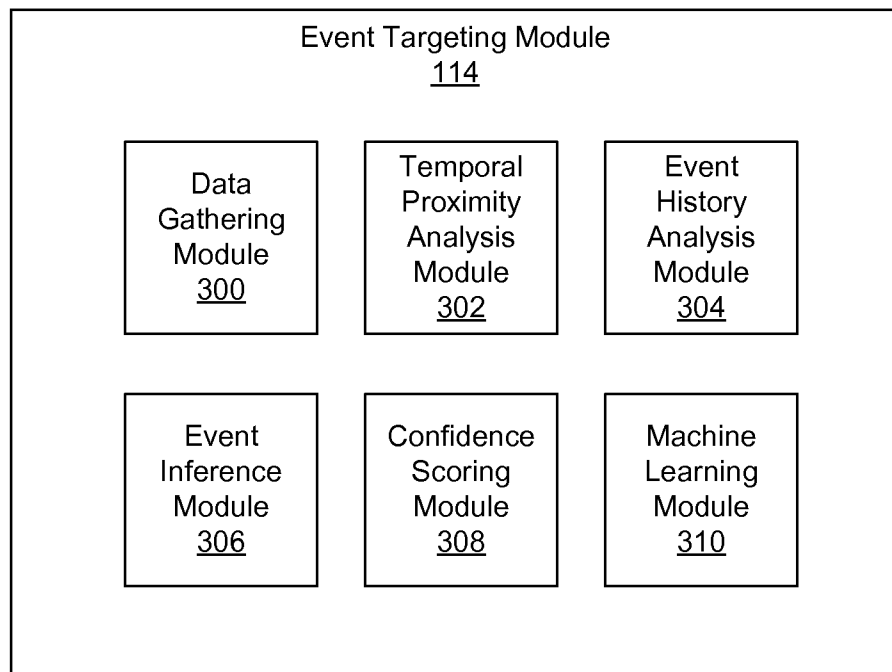 Event Targeting Module
114
Data
Gathering
Module
300
Temporal
Proximity
Analysis
Module
302
Event
History
Analysis
Module
304
Event
Inference
Module
306
Confidence
Scoring
Module
308
Machine
Learning
Module
310